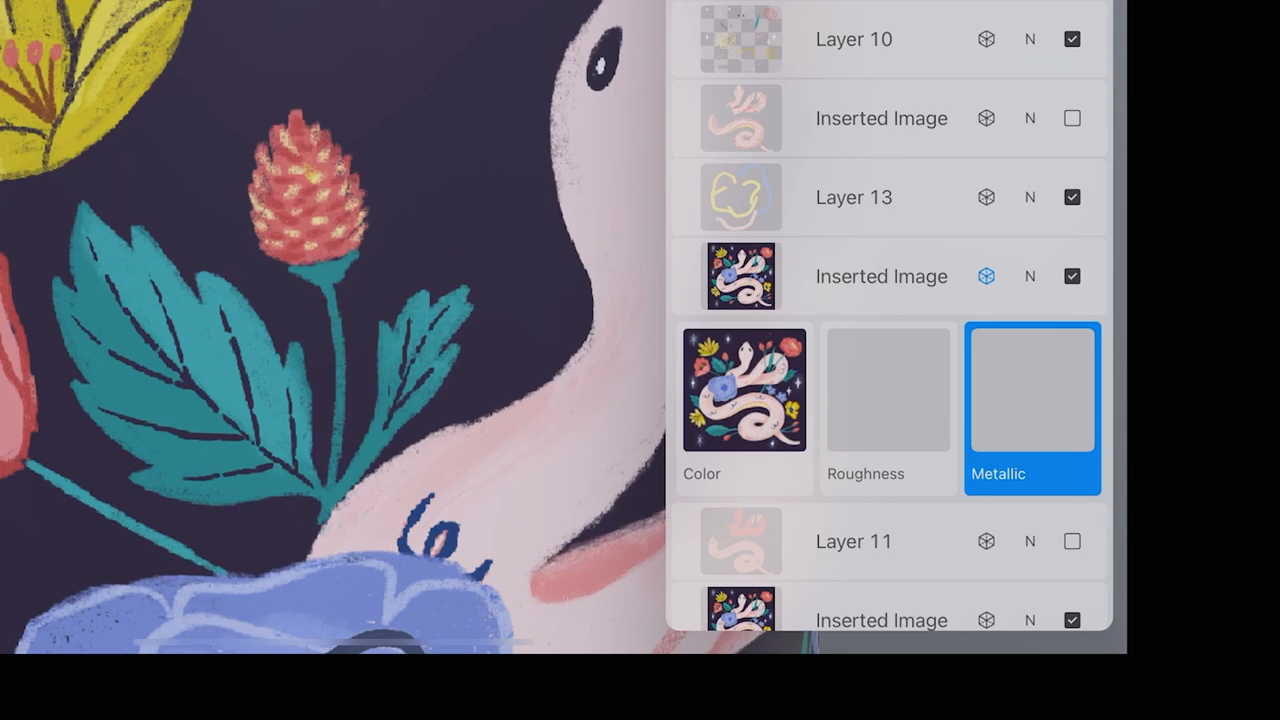 Layer 10 N
Inserted Image N
Layer 13 N
Inserted Image N
Color Roughness Metallic
Layer 11 N
Inserted Image N